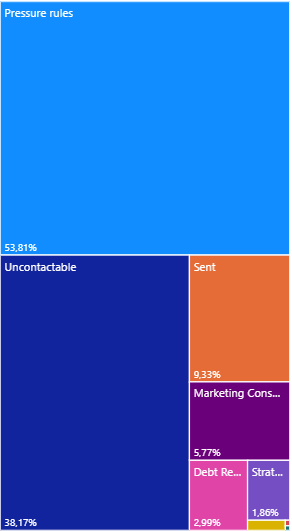 Pressure rules
53,81%
Uncontactable
38,17%
Sent
9,33%
Marketing Cons...
5,77%
Debt Re...
2,99%
Strat...
1,86%